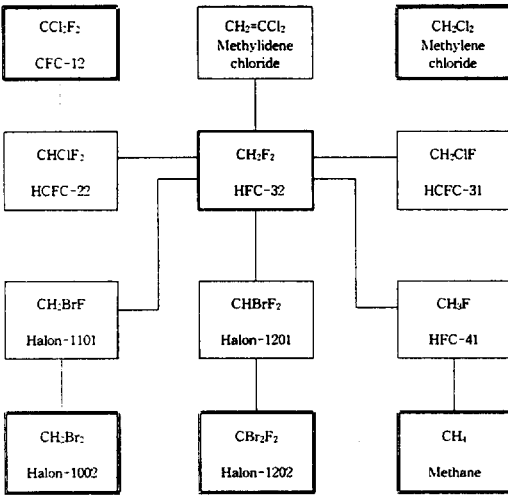 CCl₂F₂
CFC-12
CH₂=CCl₂
Methylidene
chloride
CH₂Cl₂
Methylene
chloride
CHClF₂
HCFC-22
CH₂F₂
HFC-32
CH₂ClF
HCFC-31
CH₂BrF
Halon-1101
CHBrF₂
Halon-1201
CH₃F
HFC-41
CH₂Br₂
Halon-1002
CBr₂F₂
Halon-1202
CH₄
Methane